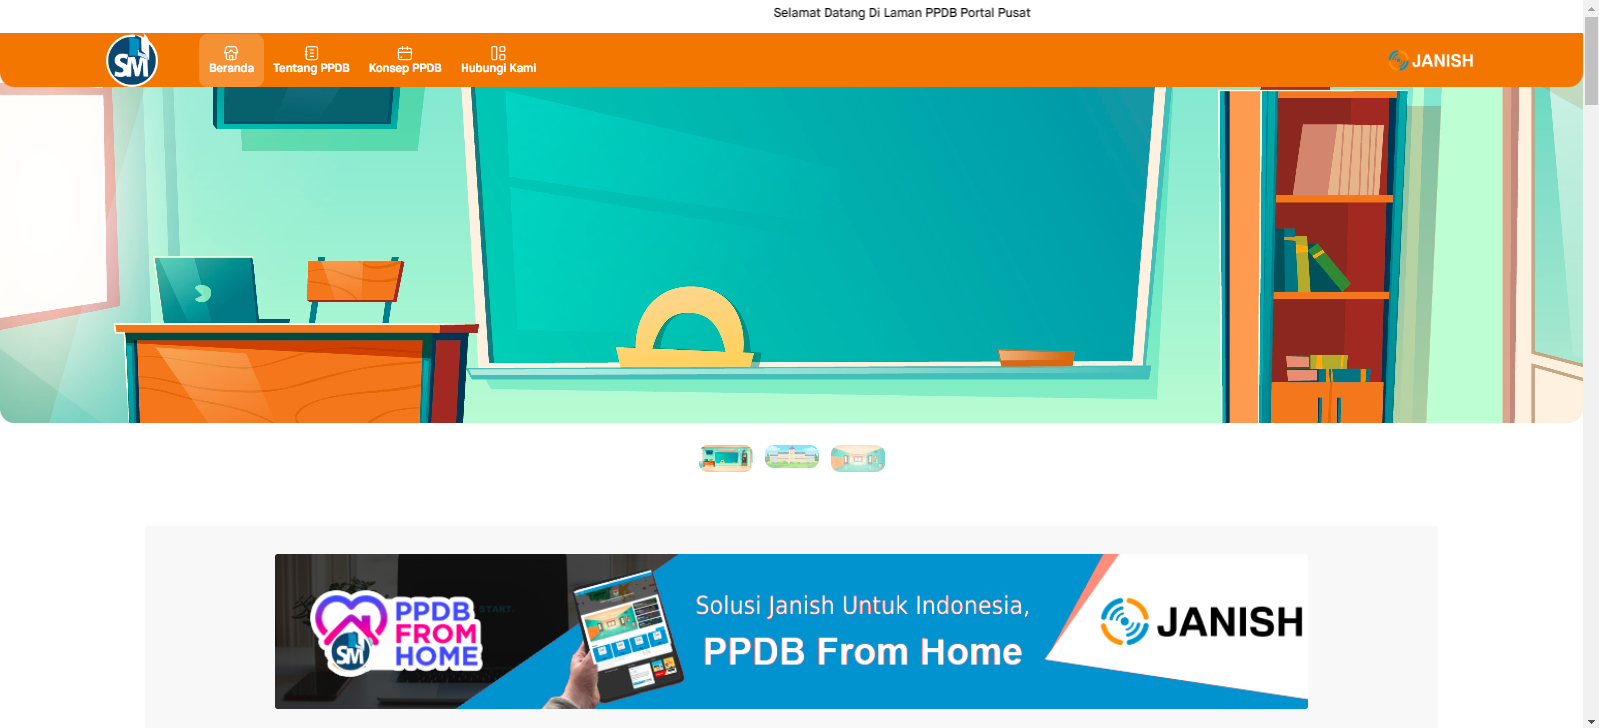 Selamat Datang Di Laman PPDB Portal Pusat
SM
Beranda
Tentang PPDB
Konsep PPDB
Hubungi Kami
JANISH
START.
PPDB
FROM
HOME
SM
Solusi Janish Untuk Indonesia,
PPDB From Home
JANISH